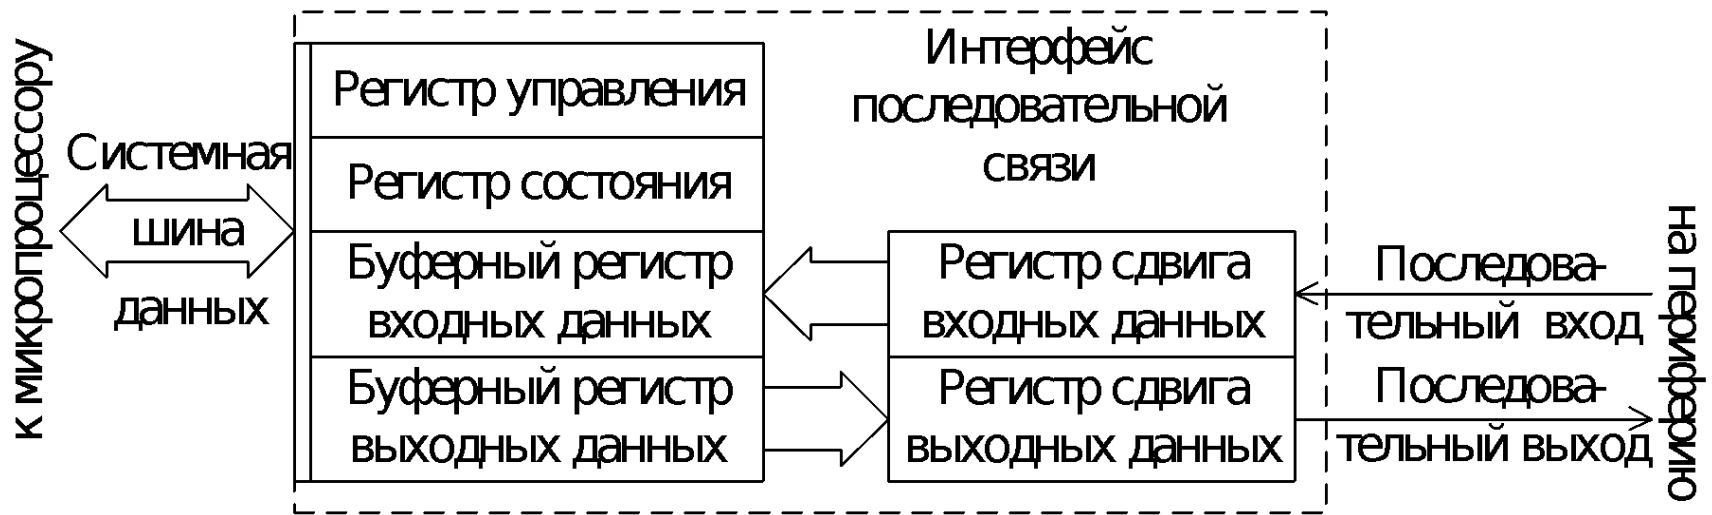 к микропроцессору
Системная
шина
данных
Регистр управления
Регистр состояния
Буферный регистр
входных данных
Буферный регистр
выходных данных
Интерфейс
последовательной
связи
Регистр сдвига
входных данных
Регистр сдвига
выходных данных
Последова-
тельный вход
Последова-
тельный выход
на периферию